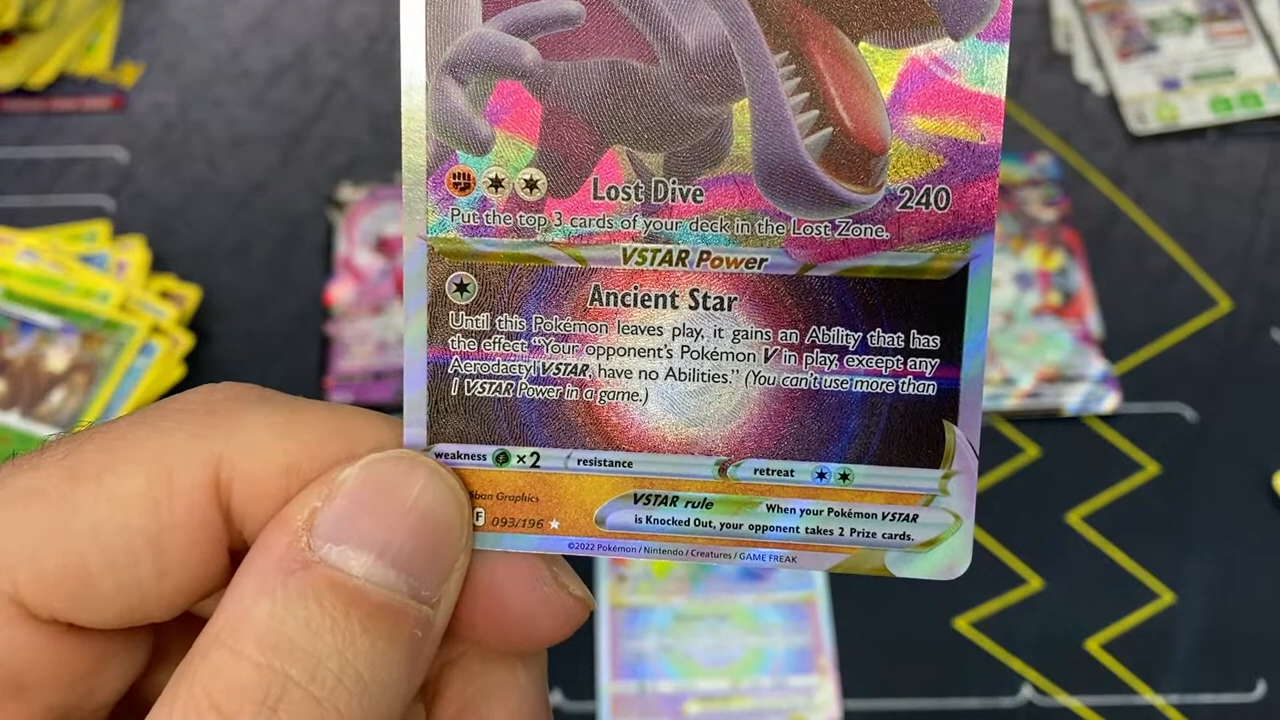 Lost Dive 240
Put the top 3 cards of your deck in the Lost Zone.
VSTAR Power
Ancient Star
Until this Pokémon leaves play, it gains an Ability that has
the effect “Your opponent’s Pokémon V in play, except any
Aerodactyl VSTAR, have no Abilities.” (You can’t use more than
1 VSTAR Power in a game.)
weakness ×2 resistance retreat
ban Graphics
VSTAR rule When your Pokémon VSTAR
is Knocked Out, your opponent takes 2 Prize cards.
F 093/196
©2022 Pokémon / Nintendo / Creatures / GAME FREAK